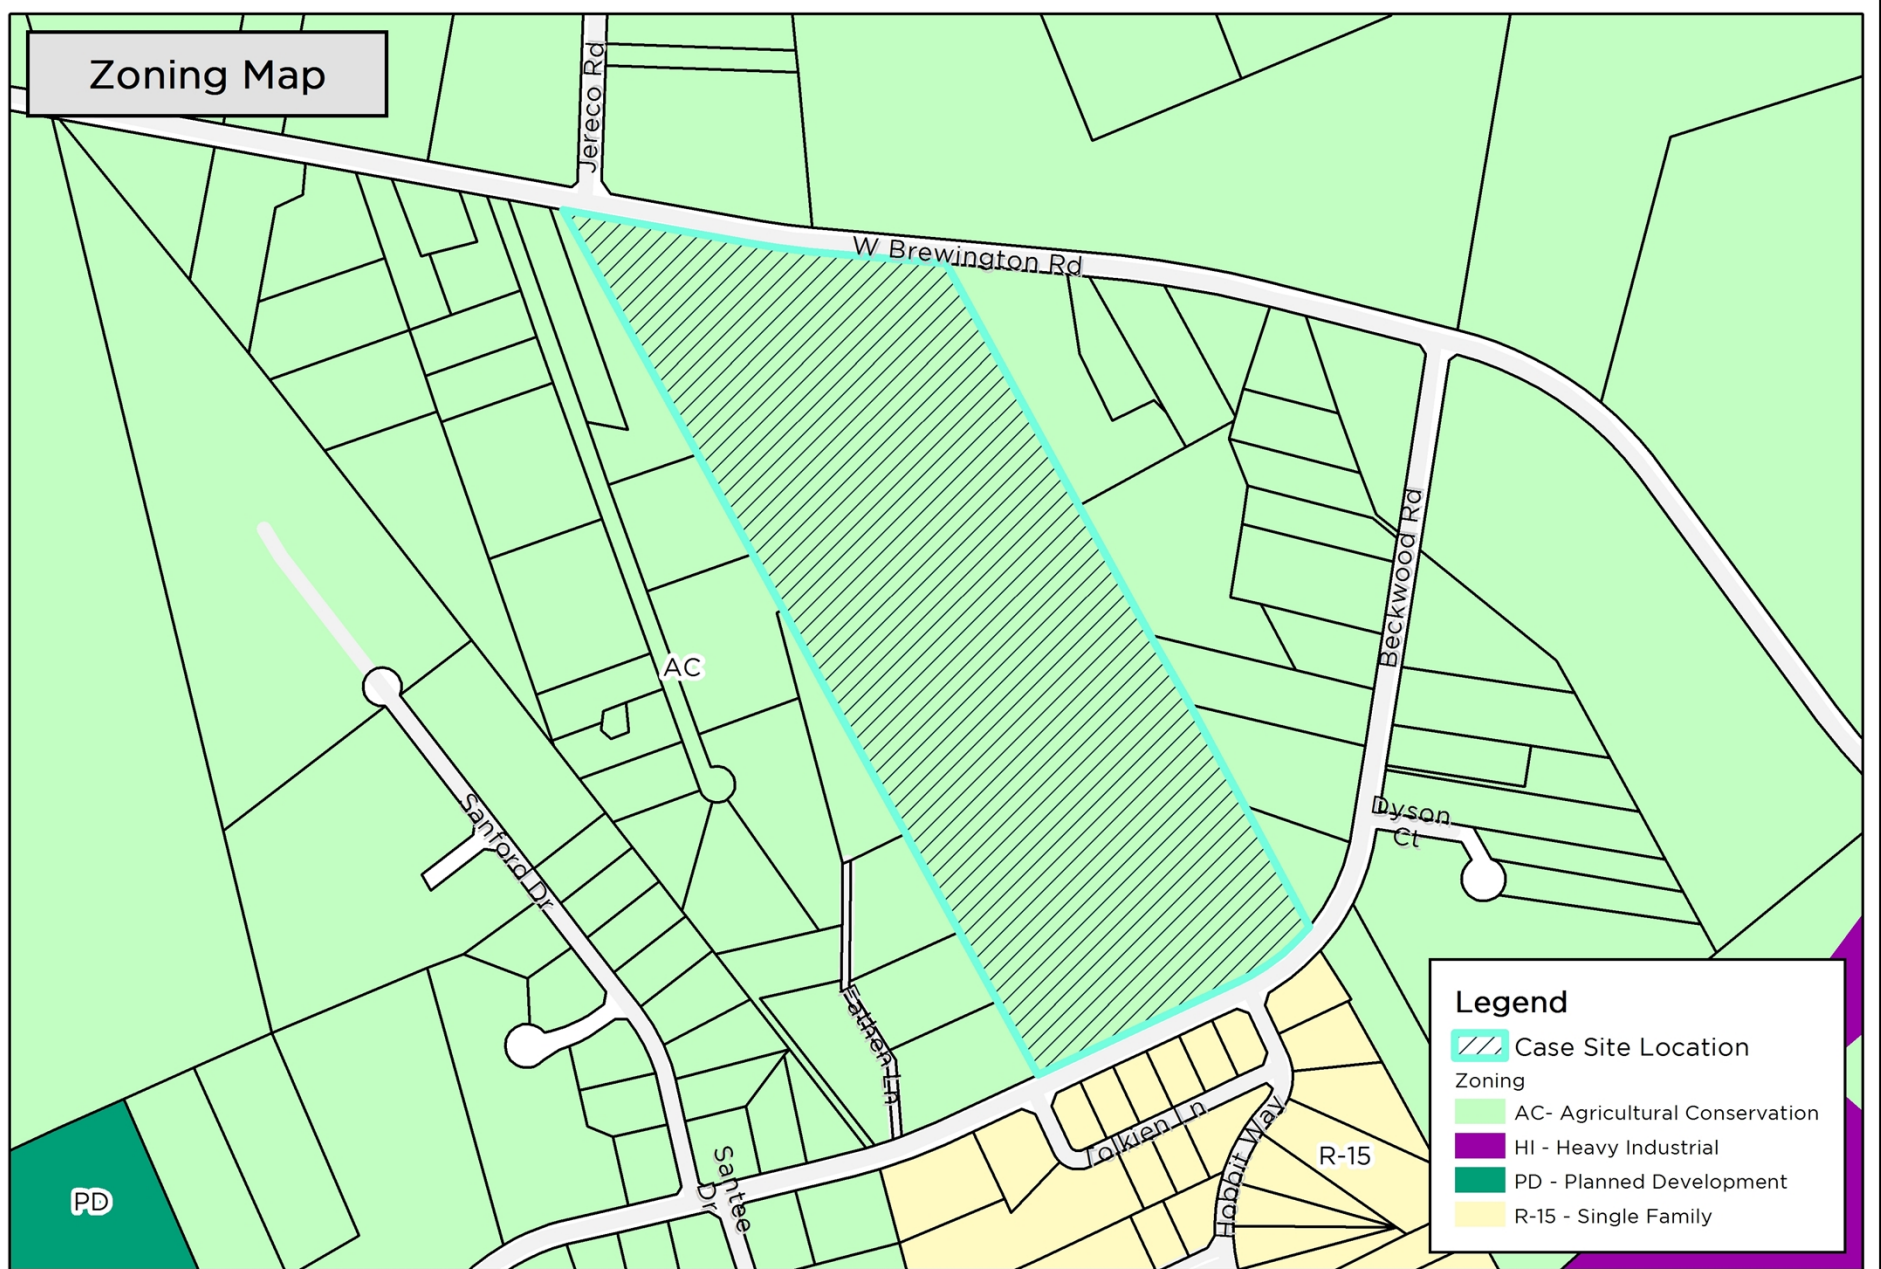 Zoning Map
Jereco Rd
W Brewington Rd
Beckwood Rd
AC
Dyson
Ct
Sanford Dr
Eathen Ln
Tolkien Ln
Hobbit Way
R-15
Santee
Dr
PD
Legend
Case Site Location
Zoning
AC- Agricultural Conservation
HI - Heavy Industrial
PD - Planned Development
R-15 - Single Family